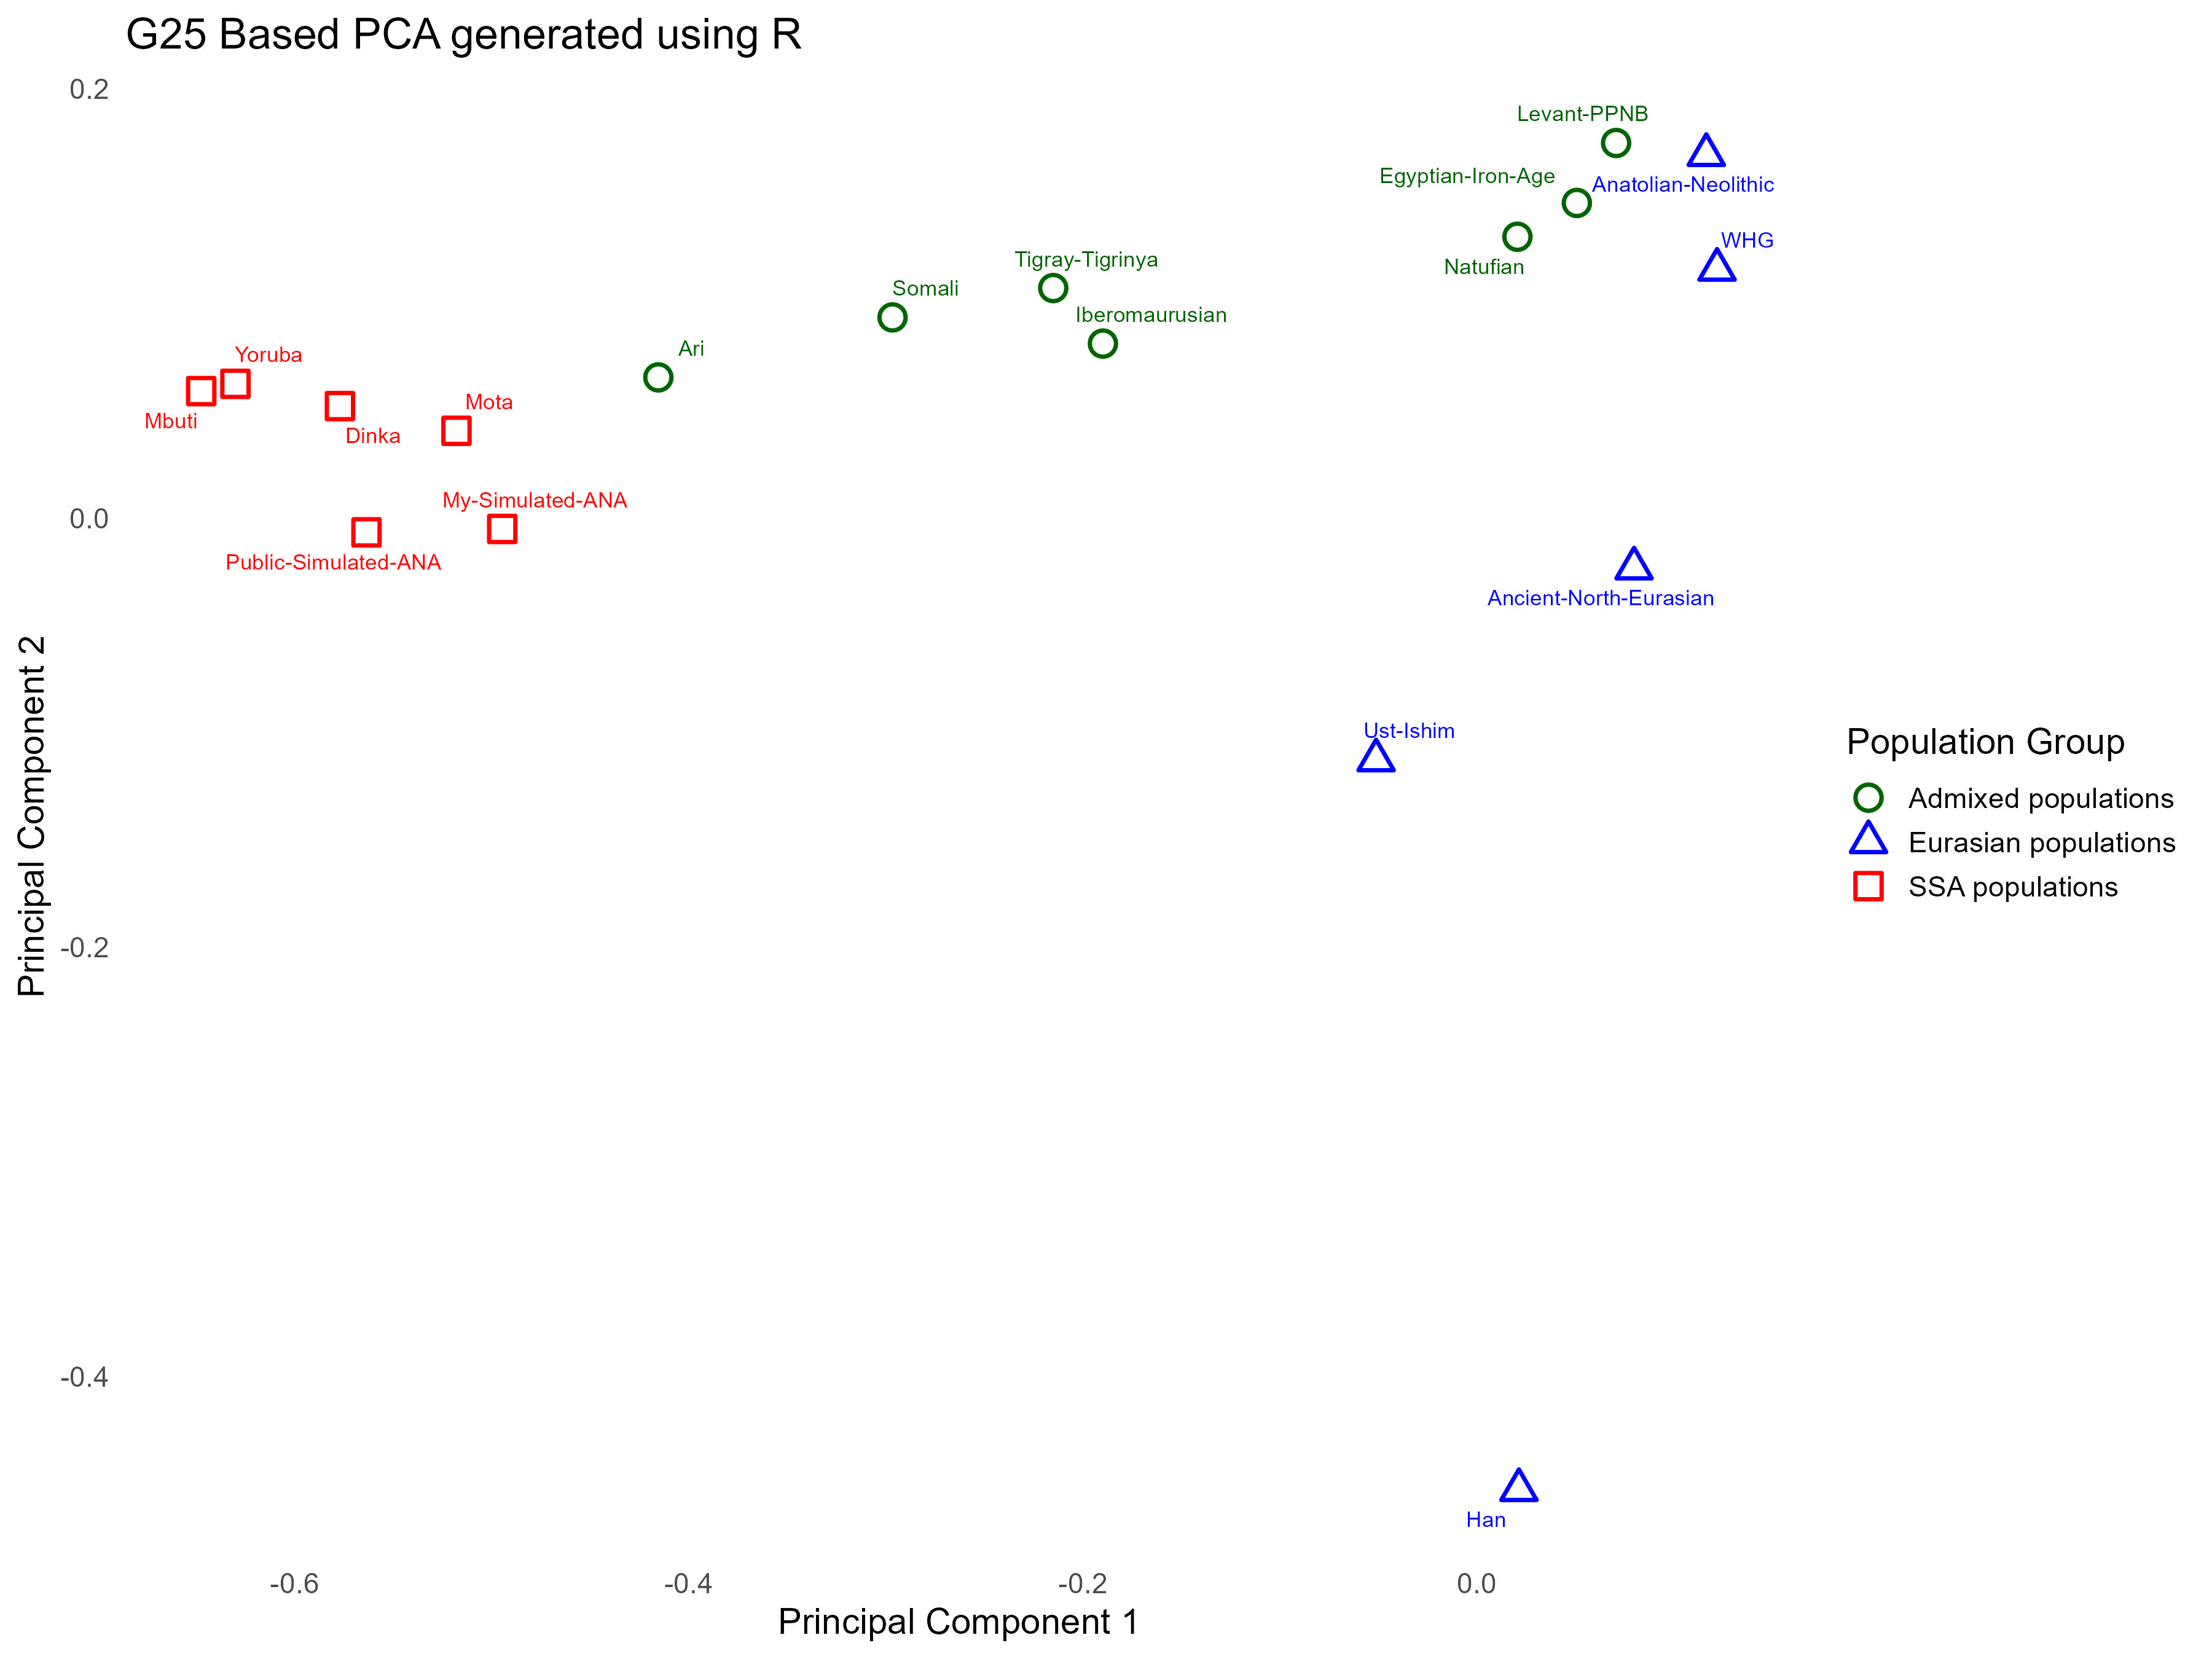 G25 Based PCA generated using R
0.2
Levant-PPNB
Egyptian-Iron-Age
Anatolian-Neolithic
WHG
Natufian
Tigray-Tigrinya
Somali
Iberomaurusian
Ari
Yoruba
Mbuti
Mota
Dinka
My-Simulated-ANA
0.0
Public-Simulated-ANA
Ancient-North-Eurasian
Principal Component 2
Ust-Ishim
Population Group
Admixed populations
Eurasian populations
SSA populations
-0.2
-0.4
Han
-0.6
-0.4
-0.2
0.0
Principal Component 1